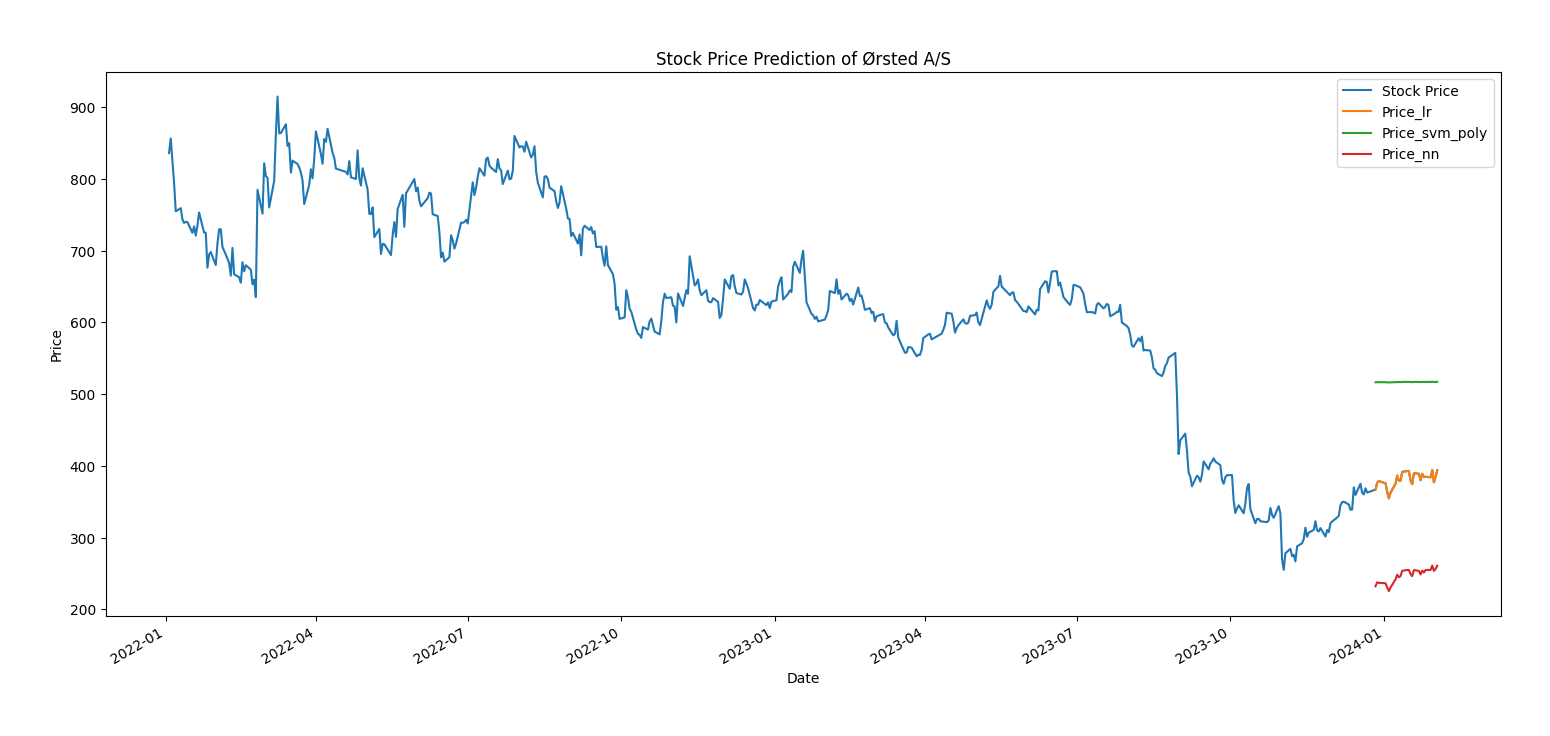 Stock Price Prediction of Ørsted A/S
Stock Price
Price_lr
Price_svm_poly
Price_nn
Price
900
800
700
600
500
400
300
200
2022-01
2022-04
2022-07
2022-10
2023-01
2023-04
2023-07
2023-10
2024-01
Date